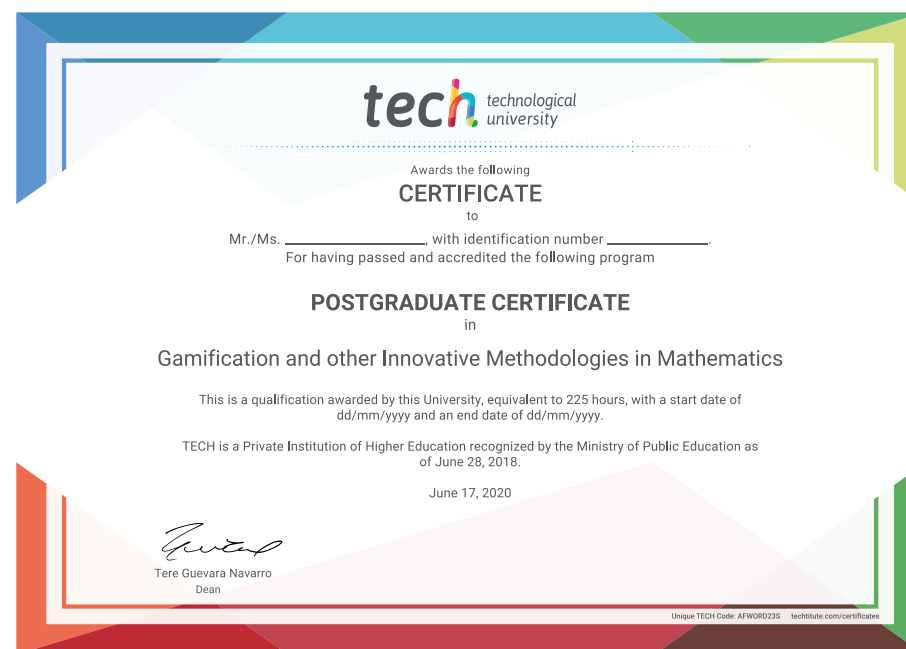 tech technological
university
Awards the following
CERTIFICATE
to
Mr./Ms. ____________________, with identification number ______________.
For having passed and accredited the following program
POSTGRADUATE CERTIFICATE
in
Gamification and other Innovative Methodologies in Mathematics
This is a qualification awarded by this University, equivalent to 225 hours, with a start date of
dd/mm/yyyy and an end date of dd/mm/yyyy.
TECH is a Private Institution of Higher Education recognized by the Ministry of Public Education as
of June 28, 2018.
June 17, 2020
Tere Guevara Navarro
Dean
Unique TECH Code: AFWORD23S techtitute.com/certificates